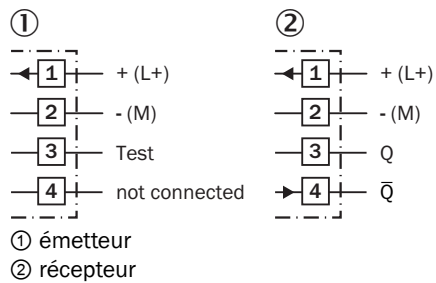 ① ②
1 + (L+) 1 + (L+)
2 - (M) 2 - (M)
3 Test 3 Q
4 not connected 4 Q̅
① émetteur
② récepteur